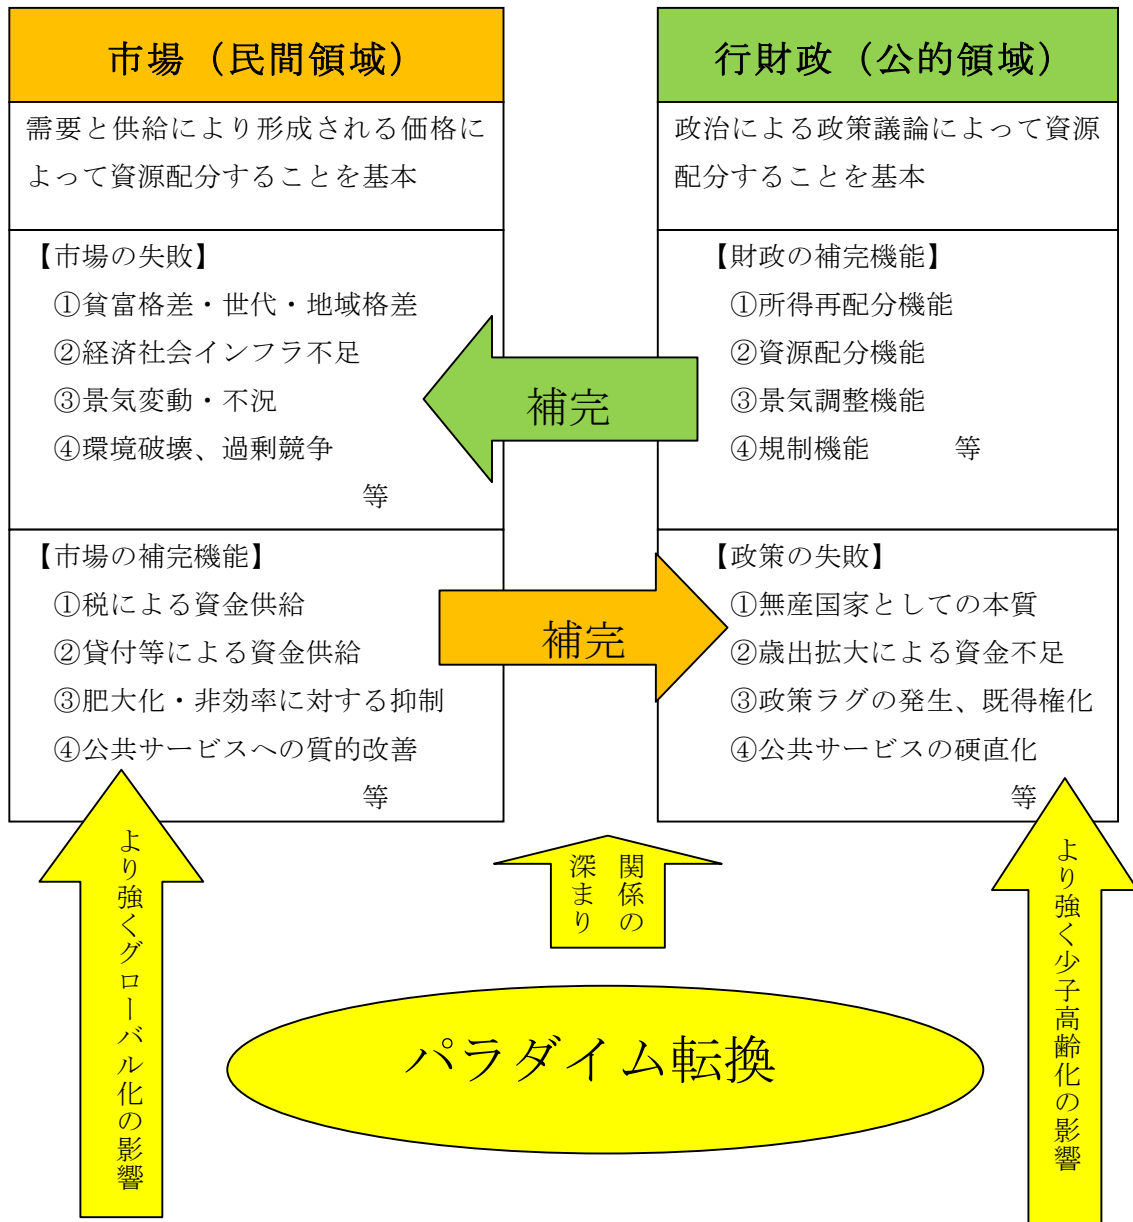 市場（民間領域）
需要と供給により形成される価格に
よって資源配分することを基本
【市場の失敗】
①貧富格差・世代・地域格差
②経済社会インフラ不足
③景気変動・不況
④環境破壊、過剰競争
等
【市場の補完機能】
①税による資金供給
②貸付等による資金供給
③肥大化・非効率に対する抑制
④公共サービスへの質的改善
等
行財政（公的領域）
政治による政策議論によって資源
配分することを基本
【財政の補完機能】
①所得再配分機能
②資源配分機能
③景気調整機能
④規制機能　　　等
【政策の失敗】
①無産国家としての本質
②歳出拡大による資金不足
③政策ラグの発生、既得権化
④公共サービスの硬直化
等
補完
補完
より強くグローバル化の影響
関係の
深まり
より強く少子高齢化の影響
パラダイム転換